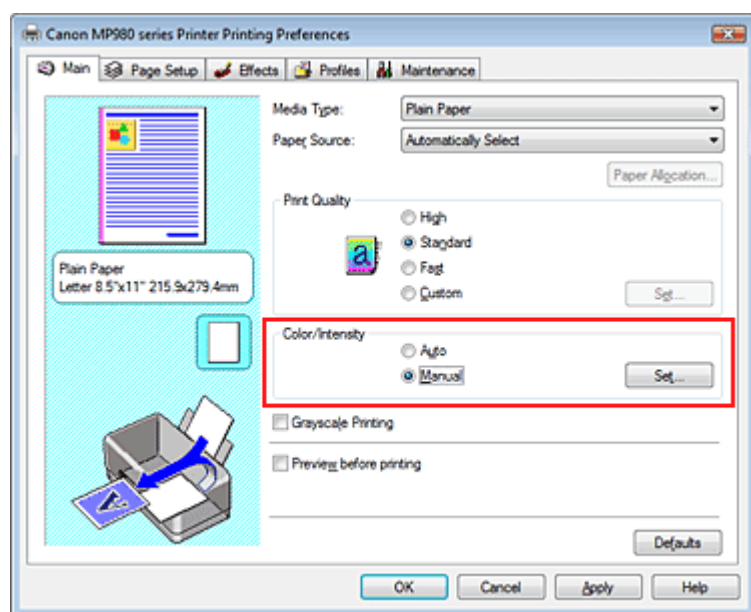 Canon MP980 series Printer Printing Preferences
Main Page Setup Effects Profiles Maintenance
Media Type: Plain Paper
Paper Source: Automatically Select
Paper Allocation...
Print Quality
High
a Standard
Fast
Custom Set...
Plain Paper
Letter 8.5"x11" 215.9x279.4mm
Color/Intensity
Auto
Manual Set...
Grayscale Printing
Preview before printing
A
Defaults
OK Cancel Apply Help